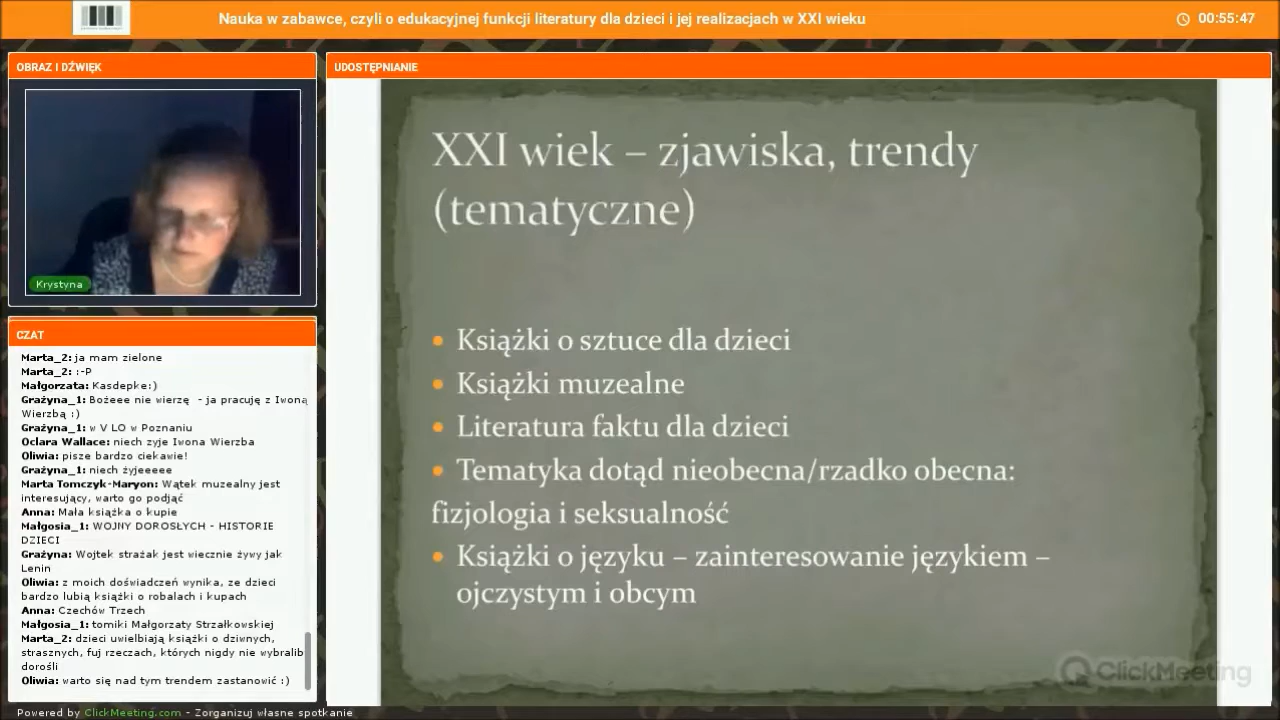 Nauka w zabawce, czyli o edukacyjnej funkcji literatury dla dzieci i jej realizacjach w XXI wieku
00:55:47
OBRAZ I DŹWIĘK
Krystyna
CZAT
Marta_2: ja mam zielone
Marta_2: :-P
Małgorzata: Kasdepke:)
Grażyna_1: Bożeee nie wierzę - ja pracuję z Iwoną
Wierzbą :)
Grażyna_1: w V LO w Poznaniu
Oclara Wallace: niech zyje Iwona Wierzba
Oliwia: pisze bardzo ciekawie!
Grażyna_1: niech żyjeeeee
Marta Tomczyk-Maryon: Wątek muzealny jest
interesujący, warto go podjąć
Anna: Mała książka o kupie
Małgosia_1: WOJNY DOROSŁYCH - HISTORIE
DZIECI
Grażyna: Wojtek strażak jest wiecznie żywy jak
Lenin
Oliwia: z moich doświadczeń wynika, ze dzieci
bardzo lubią książki o robalach i kupach
Anna: Czechów Trzech
Małgosia_1: tomiki Małgorzaty Strzałkowskiej
Marta_2: dzieci uwielbiają książki o dziwnych,
strasznych, fuj rzeczach, których nigdy nie wybralib
dorośli
Oliwia: warto się nad tym trendem zastanowić :)
Powered by ClickMeeting.com - Zorganizuj własne spotkanie
UDOSTĘPNIANIE
XXI wiek – zjawiska, trendy
(tematyczne)
• Książki o sztuce dla dzieci
• Książki muzealne
• Literatura faktu dla dzieci
• Tematyka dotąd nieobecna/rzadko obecna:
fizjologia i seksualność
• Książki o języku – zainteresowanie językiem –
ojczystym i obcym
ClickMeeting